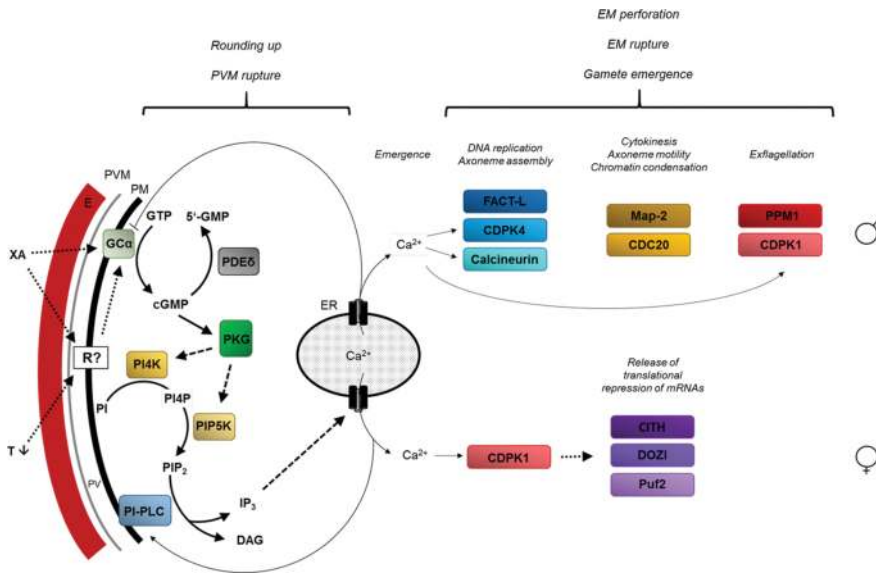 EM perforation
Rounding up
EM rupture
PVM rupture
Gamete emergence
Emergence
DNA replication
Axoneme assembly
Cytokinesis
Axoneme motility
Chromatin condensation
Exflagellation
PVM
PM
E
GTP
5'-GMP
FACT-L
Map-2
PPM1
GCα
CDPK4
CDC20
CDPK1
XA
PDEδ
Ca²⁺
Calcineurin
cGMP
ER
PKG
R?
PI4K
Ca²⁺
PI
PI4P
PIP5K
Release of
translational
repression of mRNAs
CITH
T
PIP₂
Ca²⁺
CDPK1
DOZI
PV
IP₃
Puf2
PI-PLC
DAG